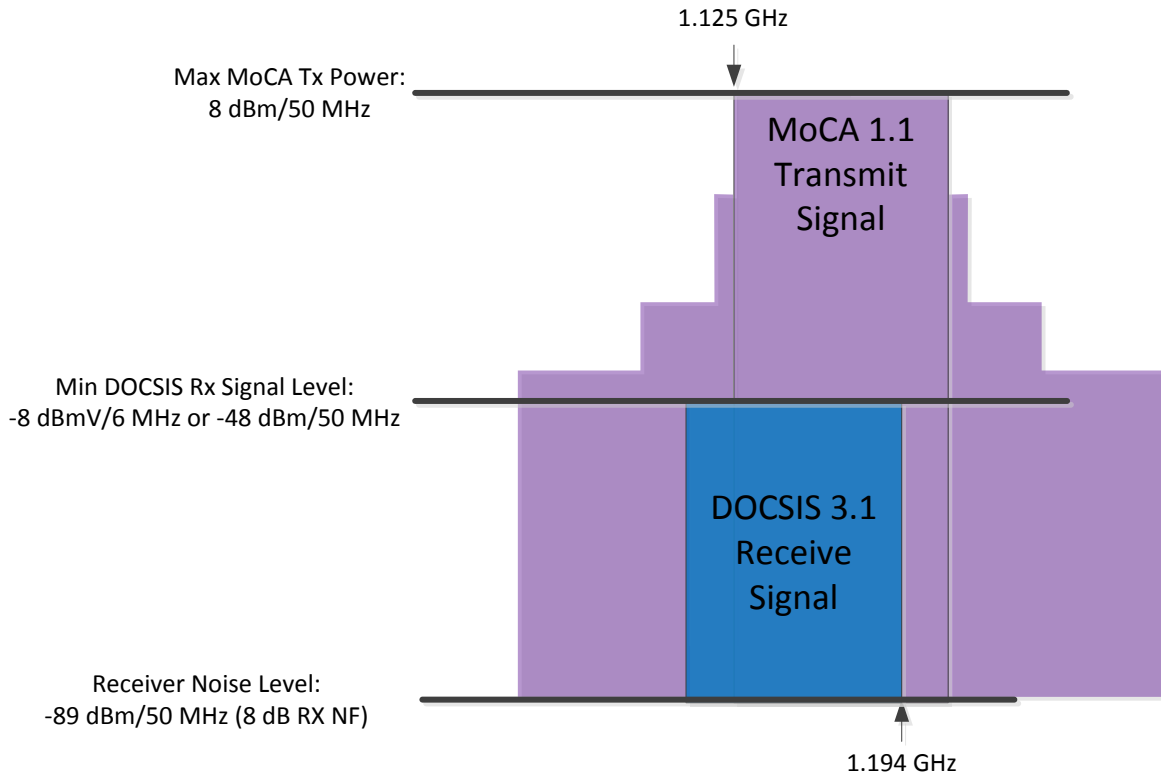 1.125 GHz
Max MoCA Tx Power:
8 dBm/50 MHz
MoCA 1.1
Transmit
Signal
Min DOCSIS Rx Signal Level:
-8 dBmV/6 MHz or -48 dBm/50 MHz
DOCSIS 3.1
Receive
Signal
Receiver Noise Level:
-89 dBm/50 MHz (8 dB RX NF)
1.194 GHz